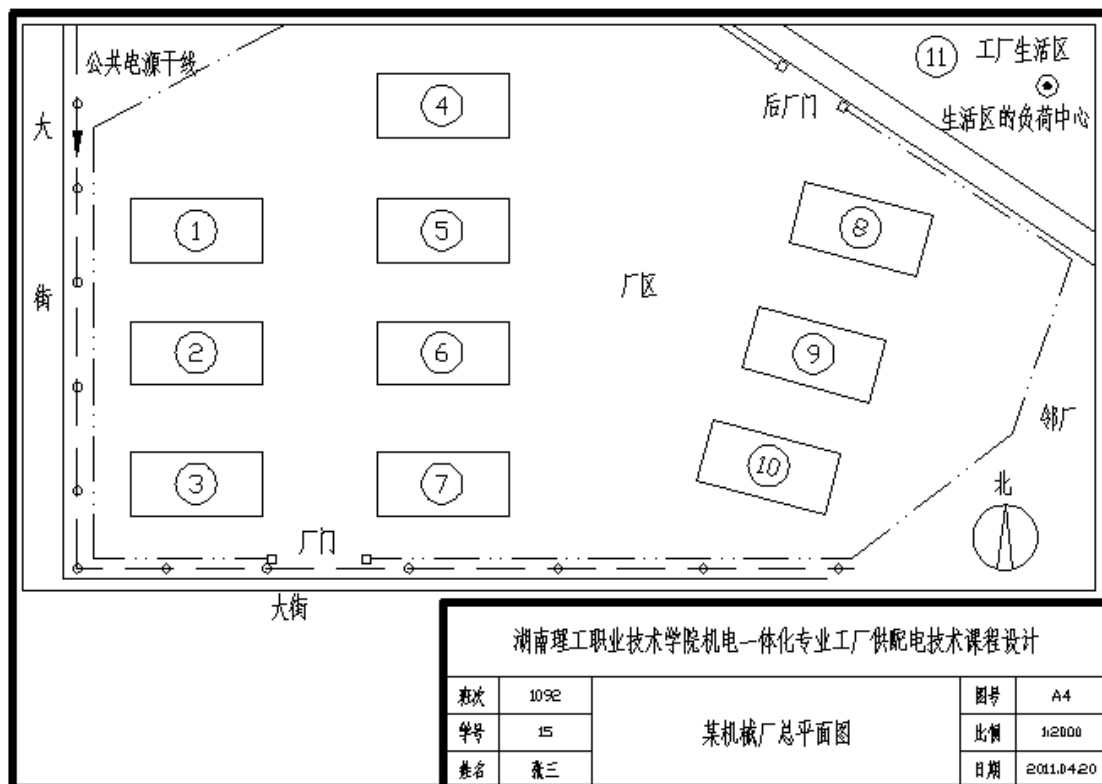 公共电源干线
大
街
④
①
⑤
②
⑥
③
⑦
厂区
后厂门
⑪ 工厂生活区
生活区的负荷中心
⑧
⑨
⑩
邻厂
北
厂门
大街
湖南理工职业技术学院机电一体化专业工厂供配电技术课程设计
班次 1092 某机械厂总平面图 图号 A4
学号 15 比例 1:2000
姓名 张三 日期 2011.04.20